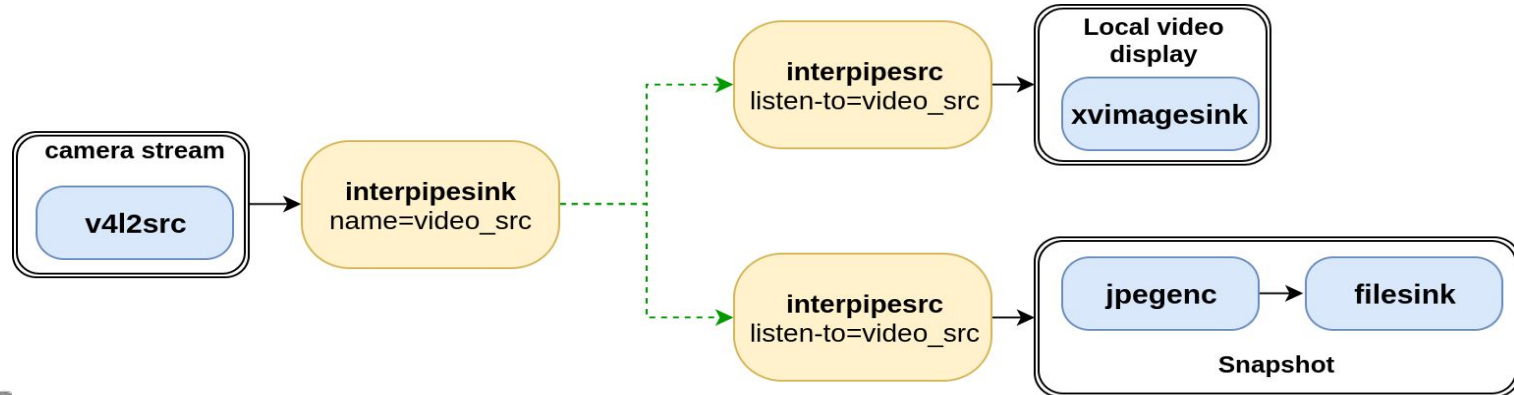 camera stream
v4l2src
interpipesink
name=video_src
interpipesrc
listen-to=video_src
Local video
display
xvimagesink
interpipesrc
listen-to=video_src
jpegenc
filesink
Snapshot